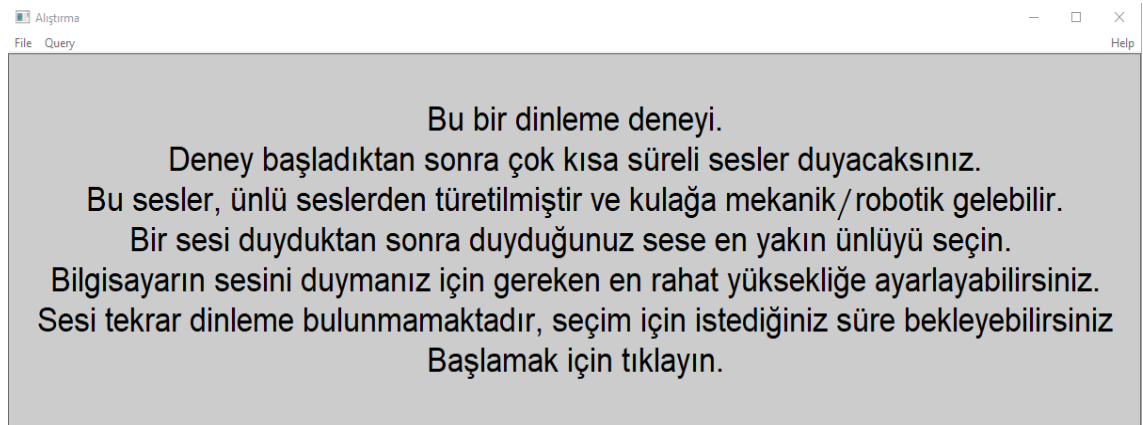 Alıştırma
File Query Help
Bu bir dinleme deneyi.
Deney başladıktan sonra çok kısa süreli sesler duyacaksınız.
Bu sesler, ünlü seslerden türetilmiştir ve kulağa mekanik/robotik gelebilir.
Bir sesi duyduktan sonra duyduğunuz sese en yakın ünlüyü seçin.
Bilgisayarın sesini duymanız için gereken en rahat yüksekliğe ayarlayabilirsiniz.
Sesi tekrar dinleme bulunmamaktadır, seçim için istediğiniz süre bekleyebilirsiniz
Başlamak için tıklayın.